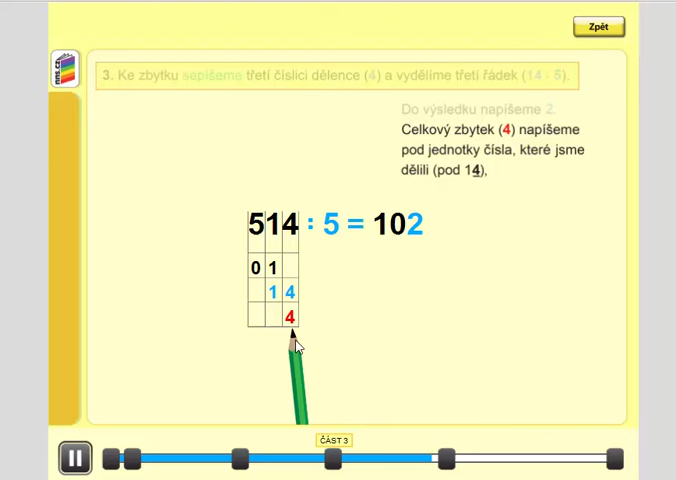 Zpět
nns.cz
3. Ke zbytku sepíšeme třetí číslici dělence (4) a vydělíme třetí řádek (14 : 5).
Do výsledku napíšeme 2.
Celkový zbytek (4) napíšeme
pod jednotky čísla, které jsme
dělili (pod 14),
514 : 5 = 102
0 1
1 4
4
ČÁST 3